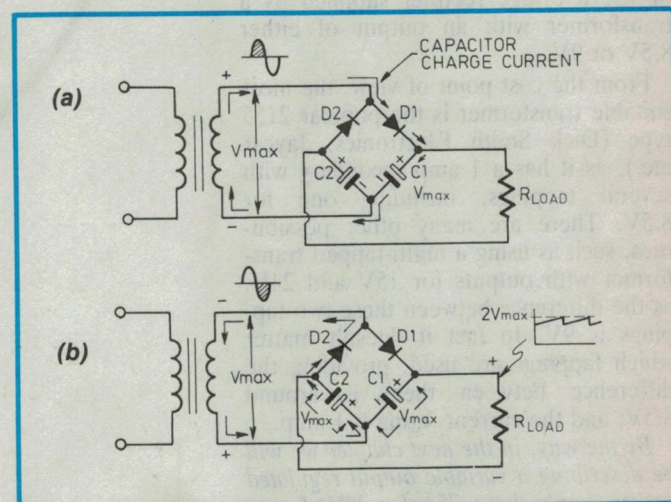 CAPACITOR
CHARGE CURRENT
(a)
+
D2
D1
Vmax
+
+
C2
C1
Vmax
RLOAD
−
(b)
−
D2
D1
2Vmax
+
Vmax
C2
C1
+
+
Vmax
Vmax
RLOAD
+